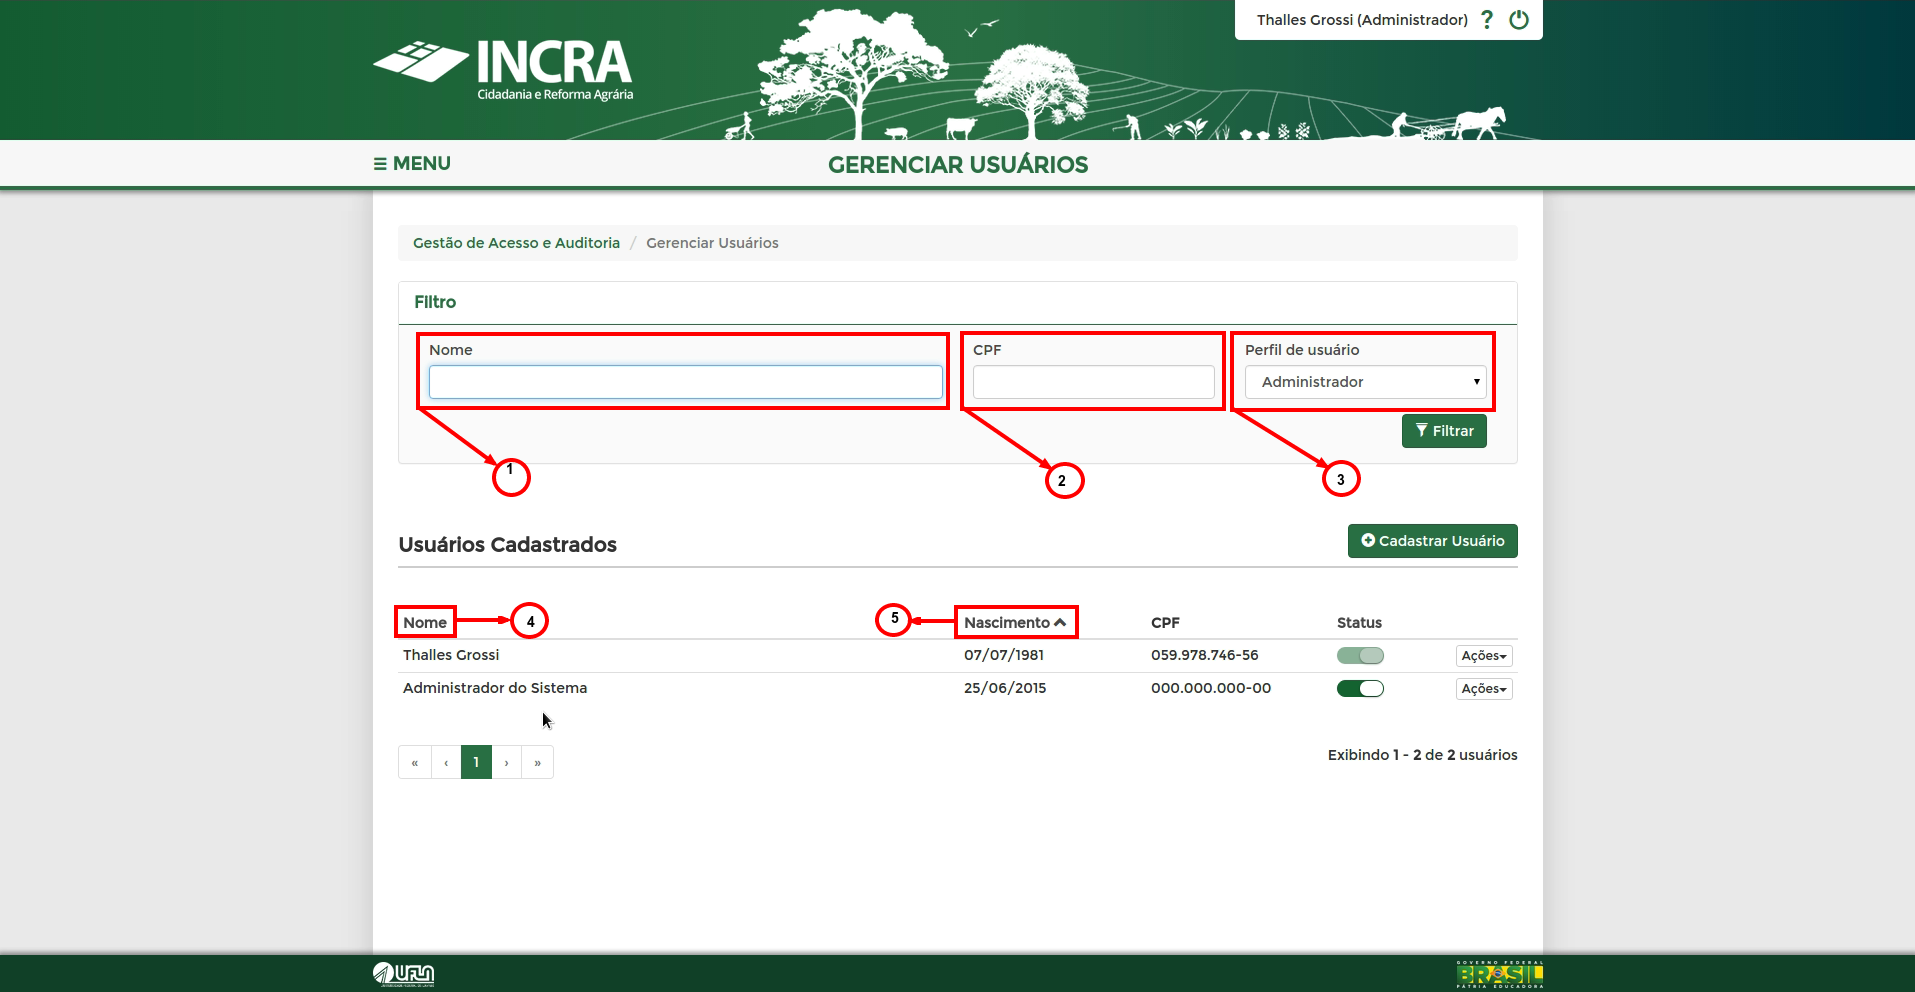 Thalles Grossi (Administrador) ?
INCRA
Cidadania e Reforma Agrária
☰ MENU
GERENCIAR USUÁRIOS
Gestão de Acesso e Auditoria / Gerenciar Usuários
Filtro
Nome
CPF
Perfil de usuário
Administrador
Filtrar
1
2
3
Usuários Cadastrados
Cadastrar Usuário
Nome
4
5
Nascimento
CPF
Status
Thalles Grossi 07/07/1981 059.978.746-56 Ações
Administrador do Sistema 25/06/2015 000.000.000-00 Ações
« ‹ 1 › »
Exibindo 1 - 2 de 2 usuários
UFLA
GOVERNO FEDERAL
BRASIL
PÁTRIA EDUCADORA